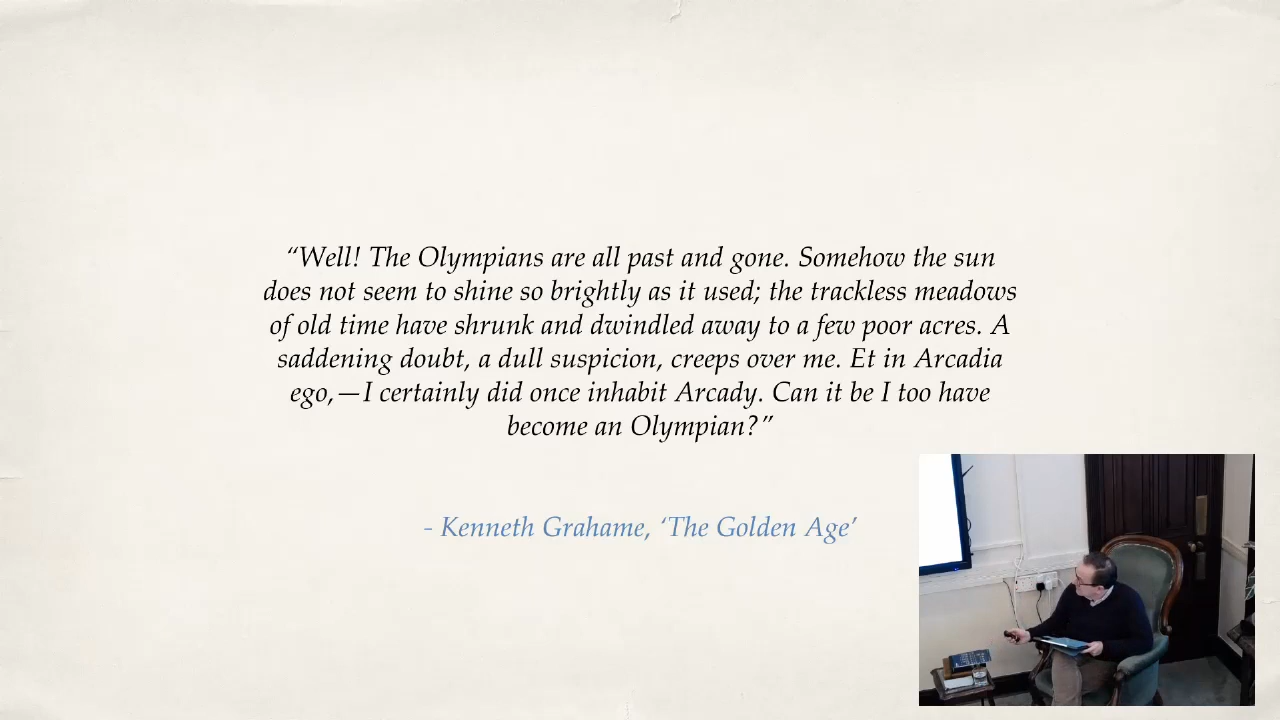 “Well! The Olympians are all past and gone. Somehow the sun
does not seem to shine so brightly as it used; the trackless meadows
of old time have shrunk and dwindled away to a few poor acres. A
saddening doubt, a dull suspicion, creeps over me. Et in Arcadia
ego,—I certainly did once inhabit Arcady. Can it be I too have
become an Olympian?”
- Kenneth Grahame, ‘The Golden Age’